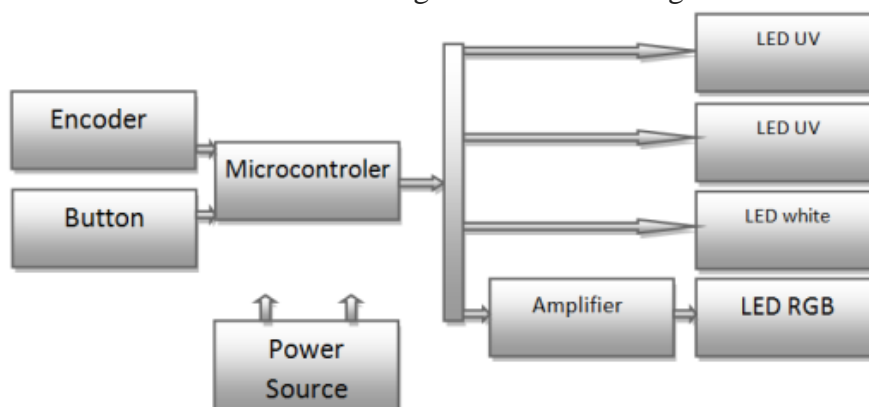 LED UV
Encoder
LED UV
Microcontroler
Button
LED white
Amplifier
LED RGB
Power
Source